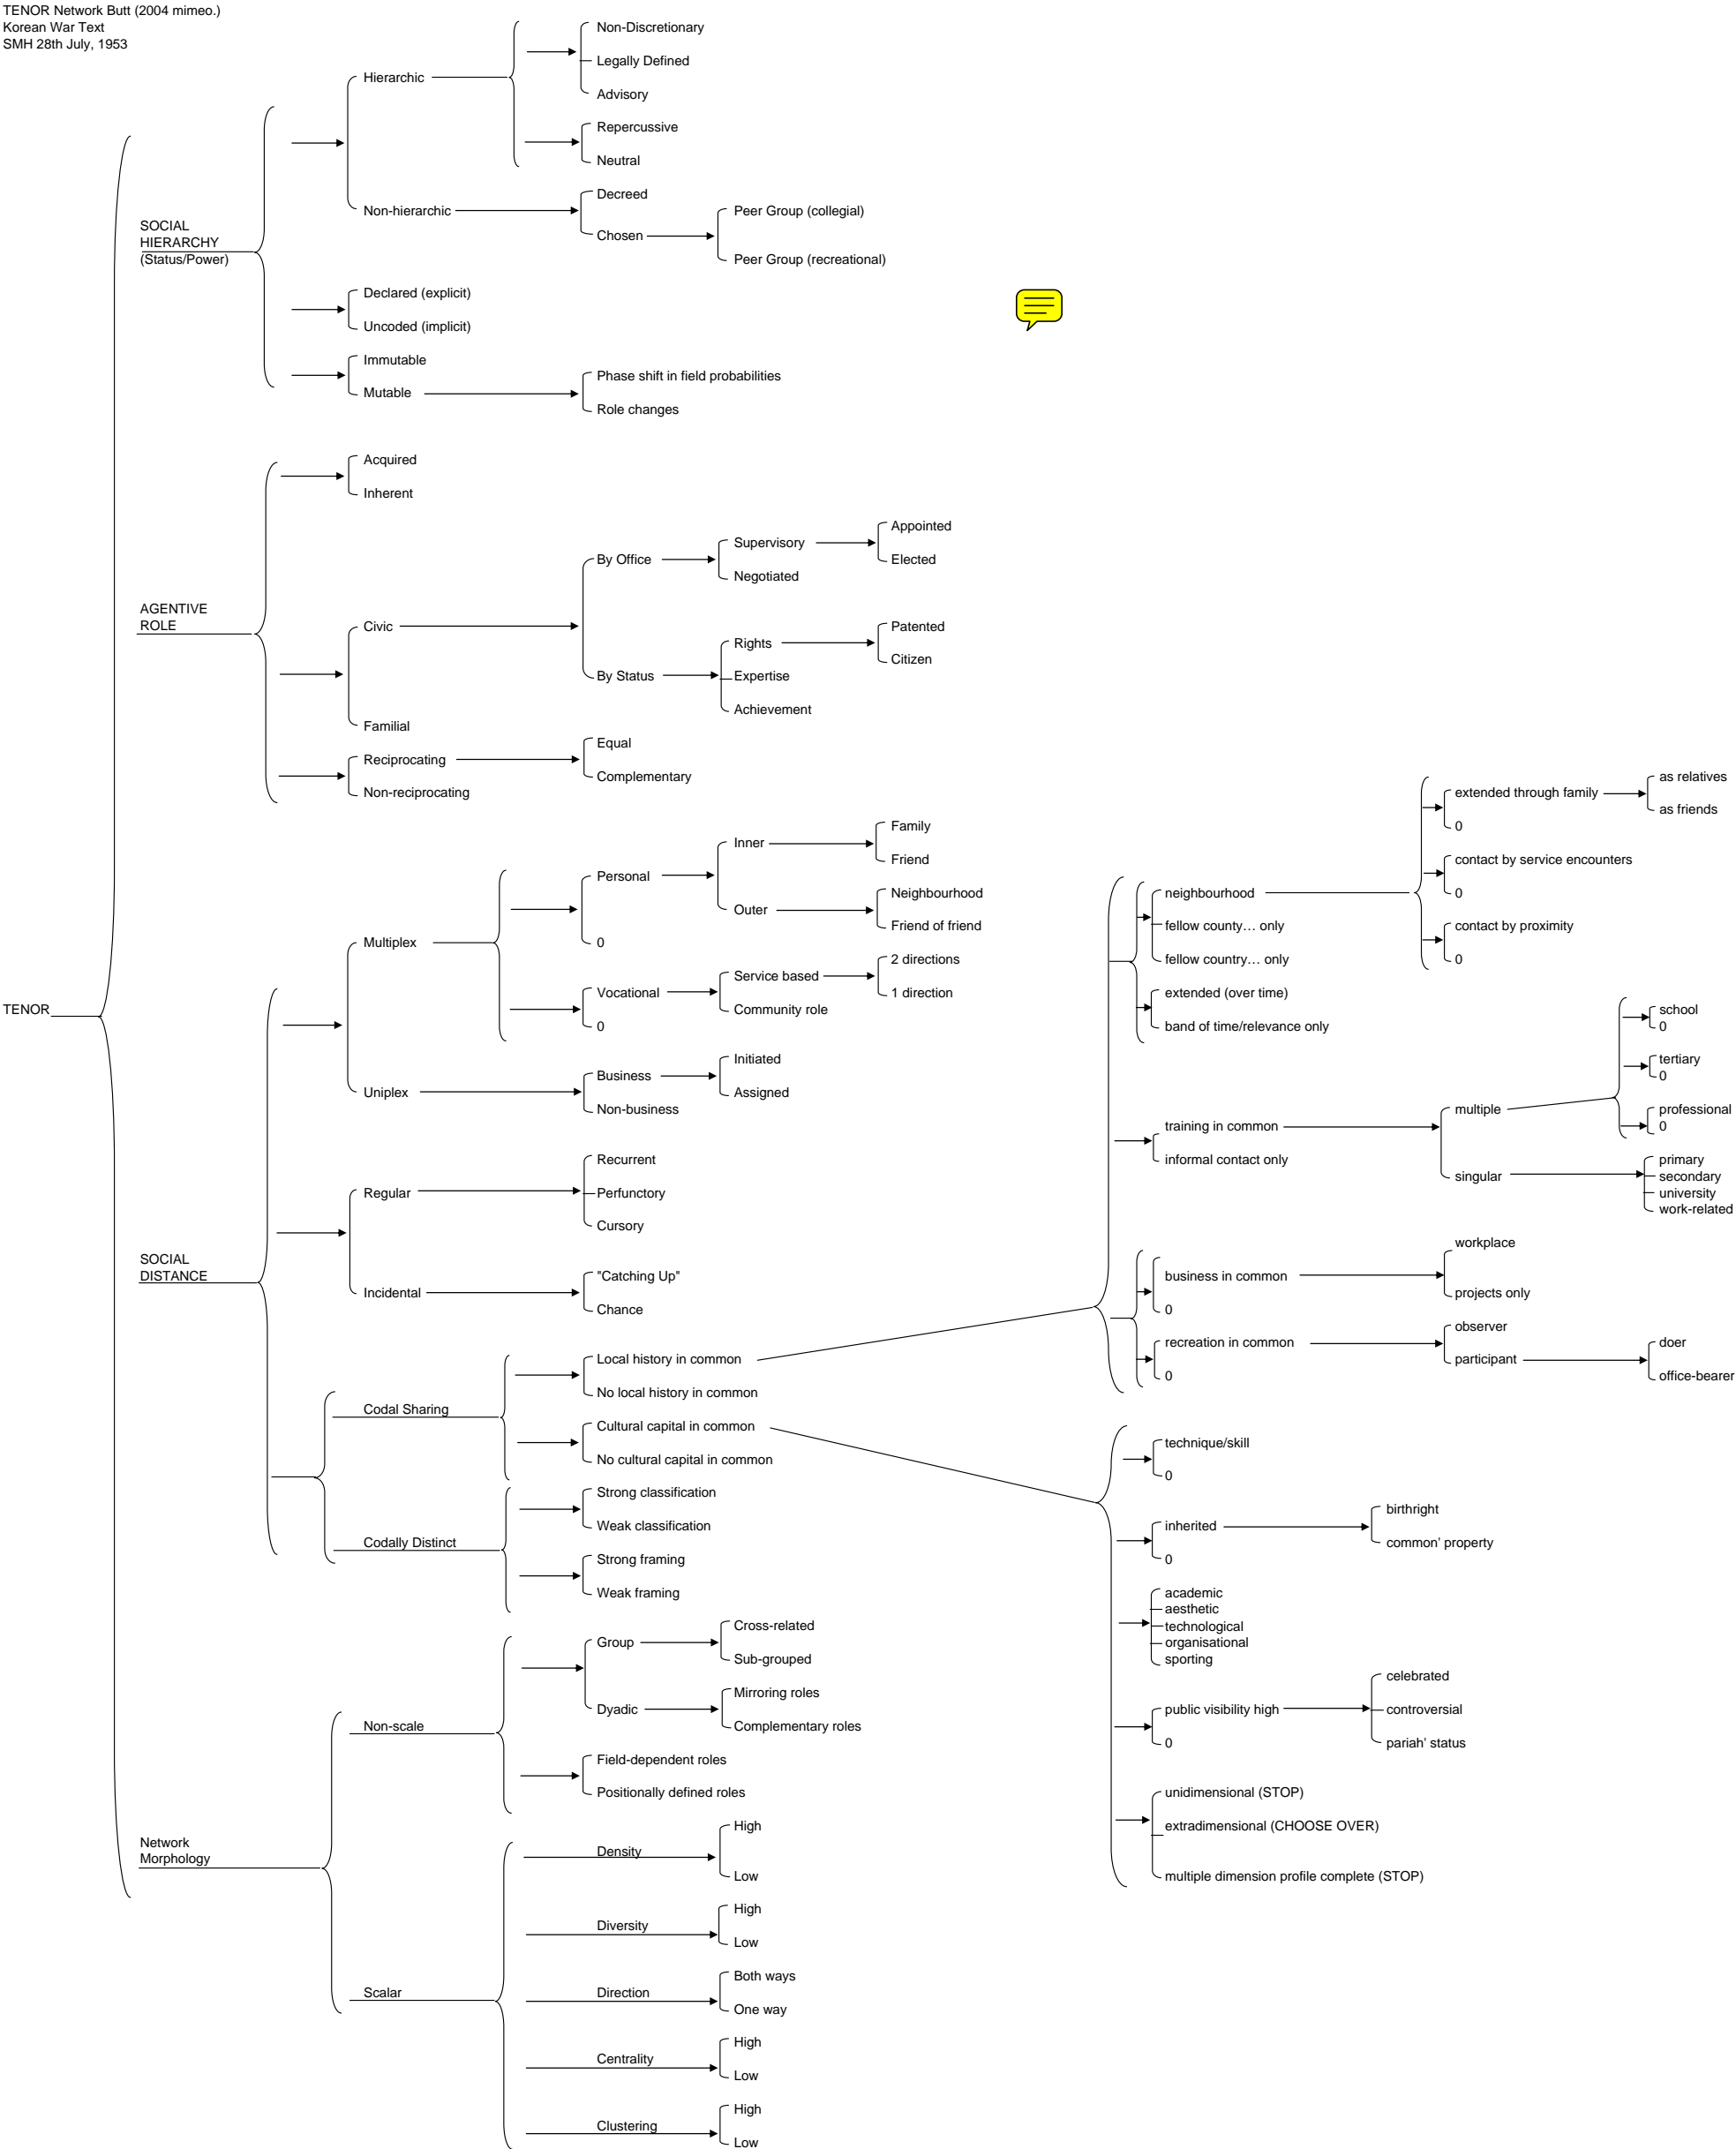 TENOR Network Butt (2004 mimeo.)
Korean War Text
SMH 28th July, 1953
TENOR
SOCIAL
HIERARCHY
(Status/Power)
Hierarchic
Non-Discretionary
Legally Defined
Advisory
Repercussive
Neutral
Non-hierarchic
Decreed
Chosen
Peer Group (collegial)
Peer Group (recreational)
Declared (explicit)
Uncoded (implicit)
Immutable
Mutable
Phase shift in field probabilities
Role changes
AGENTIVE
ROLE
Acquired
Inherent
Civic
By Office
Supervisory
Appointed
Elected
Negotiated
By Status
Rights
Patented
Citizen
Expertise
Achievement
Familial
Reciprocating
Equal
Complementary
Non-reciprocating
SOCIAL
DISTANCE
Multiplex
Personal
Inner
Family
Friend
Outer
Neighbourhood
Friend of friend
0
Vocational
Service based
2 directions
1 direction
Community role
0
Uniplex
Business
Initiated
Assigned
Non-business
Regular
Recurrent
Perfunctory
Cursory
Incidental
"Catching Up"
Chance
Codal Sharing
Local history in common
No local history in common
Cultural capital in common
No cultural capital in common
Codally Distinct
Strong classification
Weak classification
Strong framing
Weak framing
neighbourhood
extended through family
as relatives
as friends
0
contact by service encounters
0
contact by proximity
0
fellow county… only
fellow country… only
extended (over time)
band of time/relevance only
training in common
multiple
school
0
tertiary
0
professional
0
singular
primary
secondary
university
work-related
informal contact only
business in common
workplace
projects only
0
recreation in common
observer
participant
doer
office-bearer
0
technique/skill
0
inherited
birthright
common' property
0
academic
aesthetic
technological
organisational
sporting
public visibility high
celebrated
controversial
pariah' status
0
unidimensional (STOP)
extradimensional (CHOOSE OVER)
multiple dimension profile complete (STOP)
Network
Morphology
Non-scale
Group
Cross-related
Sub-grouped
Dyadic
Mirroring roles
Complementary roles
Field-dependent roles
Positionally defined roles
Scalar
Density
High
Low
Diversity
High
Low
Direction
Both ways
One way
Centrality
High
Low
Clustering
High
Low